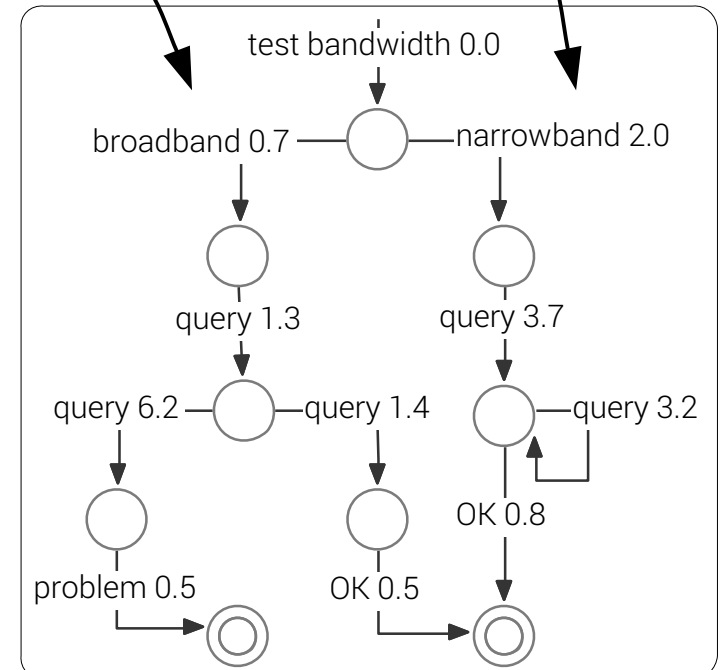 test bandwidth 0.0
broadband 0.7
narrowband 2.0
query 1.3
query 3.7
query 6.2
query 1.4
query 3.2
OK 0.8
problem 0.5
OK 0.5